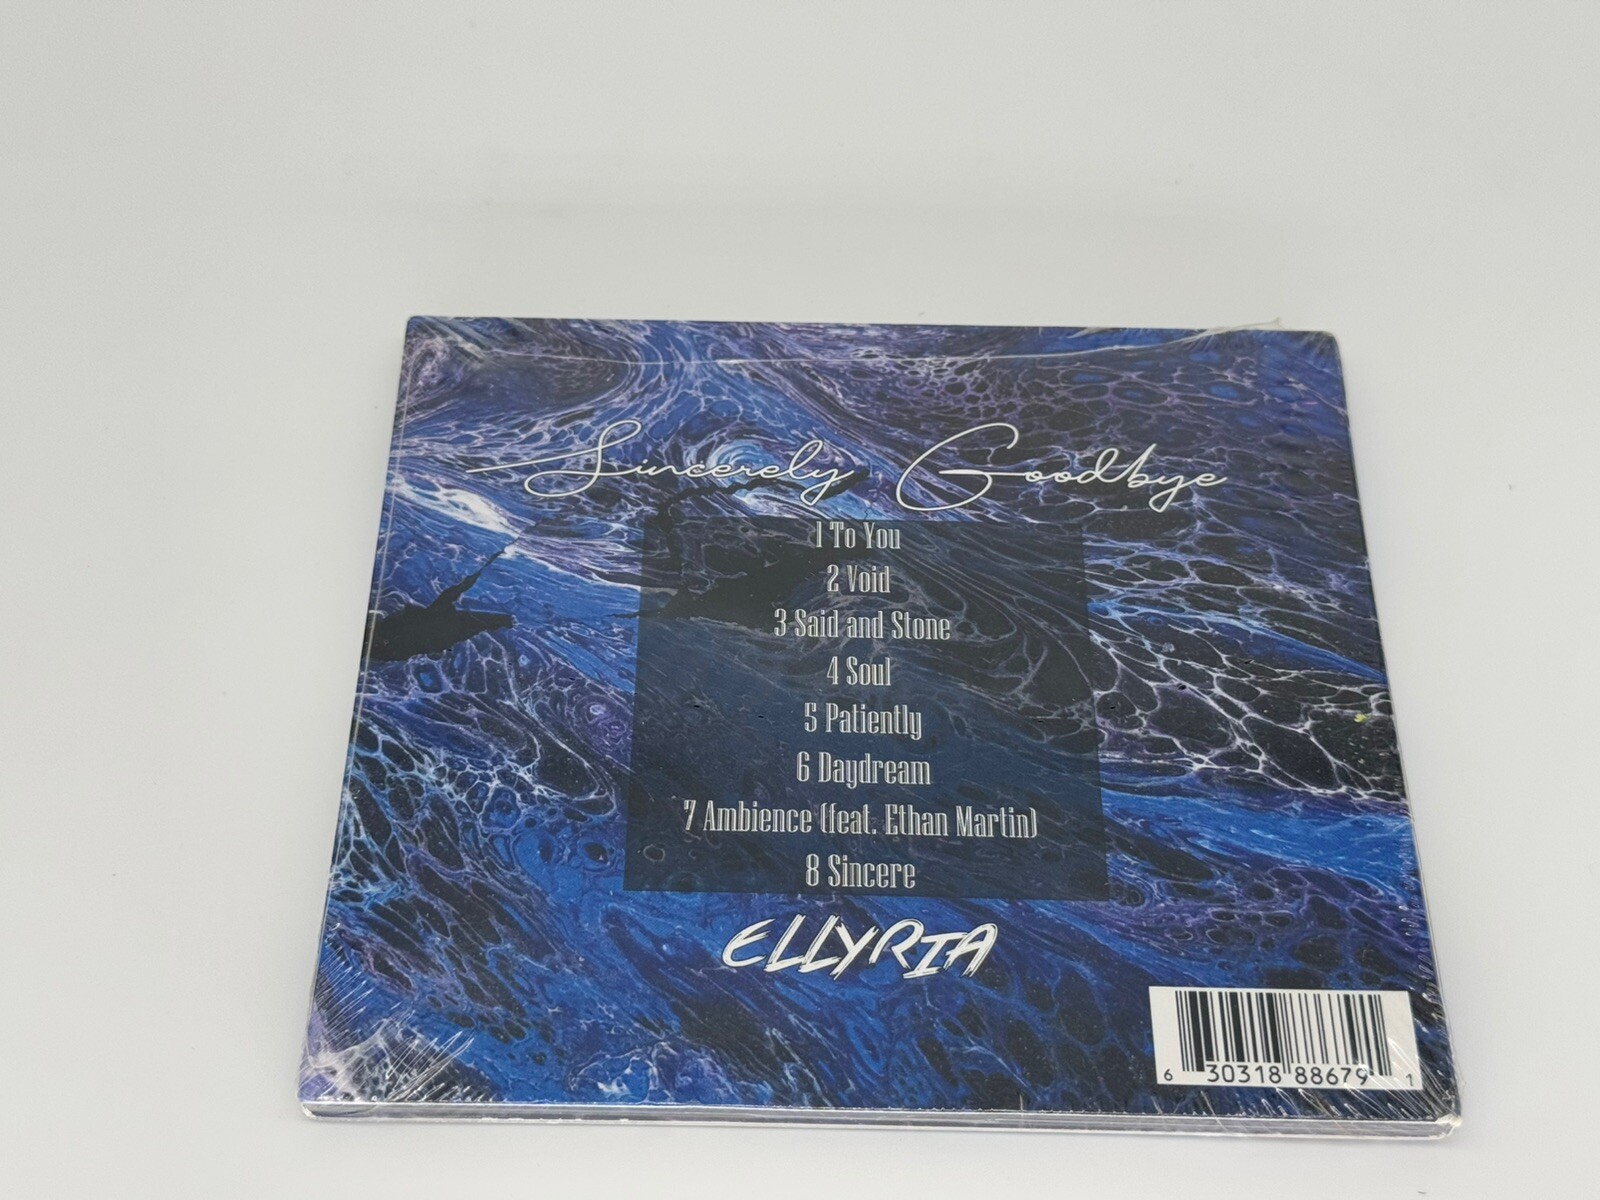 Sincerely Goodbye
1 To You
2 Void
3 Said and Stone
4 Soul
5 Patiently
6 Daydream
7 Ambience (feat. Ethan Martin)
8 Sincere
ELLYRIA
6 30318 88679 1